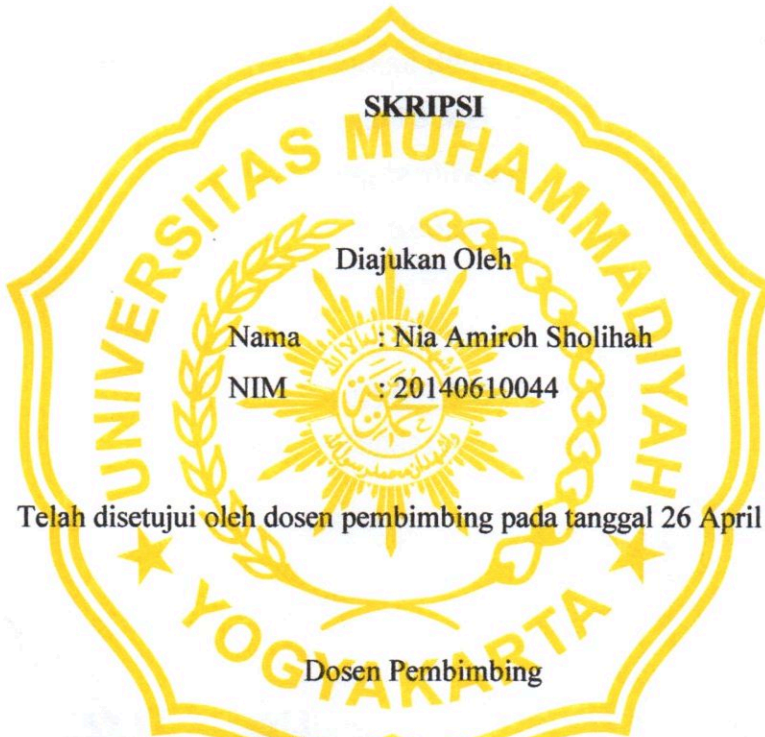 SKRIPSI
UNIVERSITAS MUHAMMADIYAH
Diajukan Oleh
Nama : Nia Amiroh Sholihah
NIM : 20140610044
Telah disetujui oleh dosen pembimbing pada tanggal 26 April
YOGYAKARTA
Dosen Pembimbing